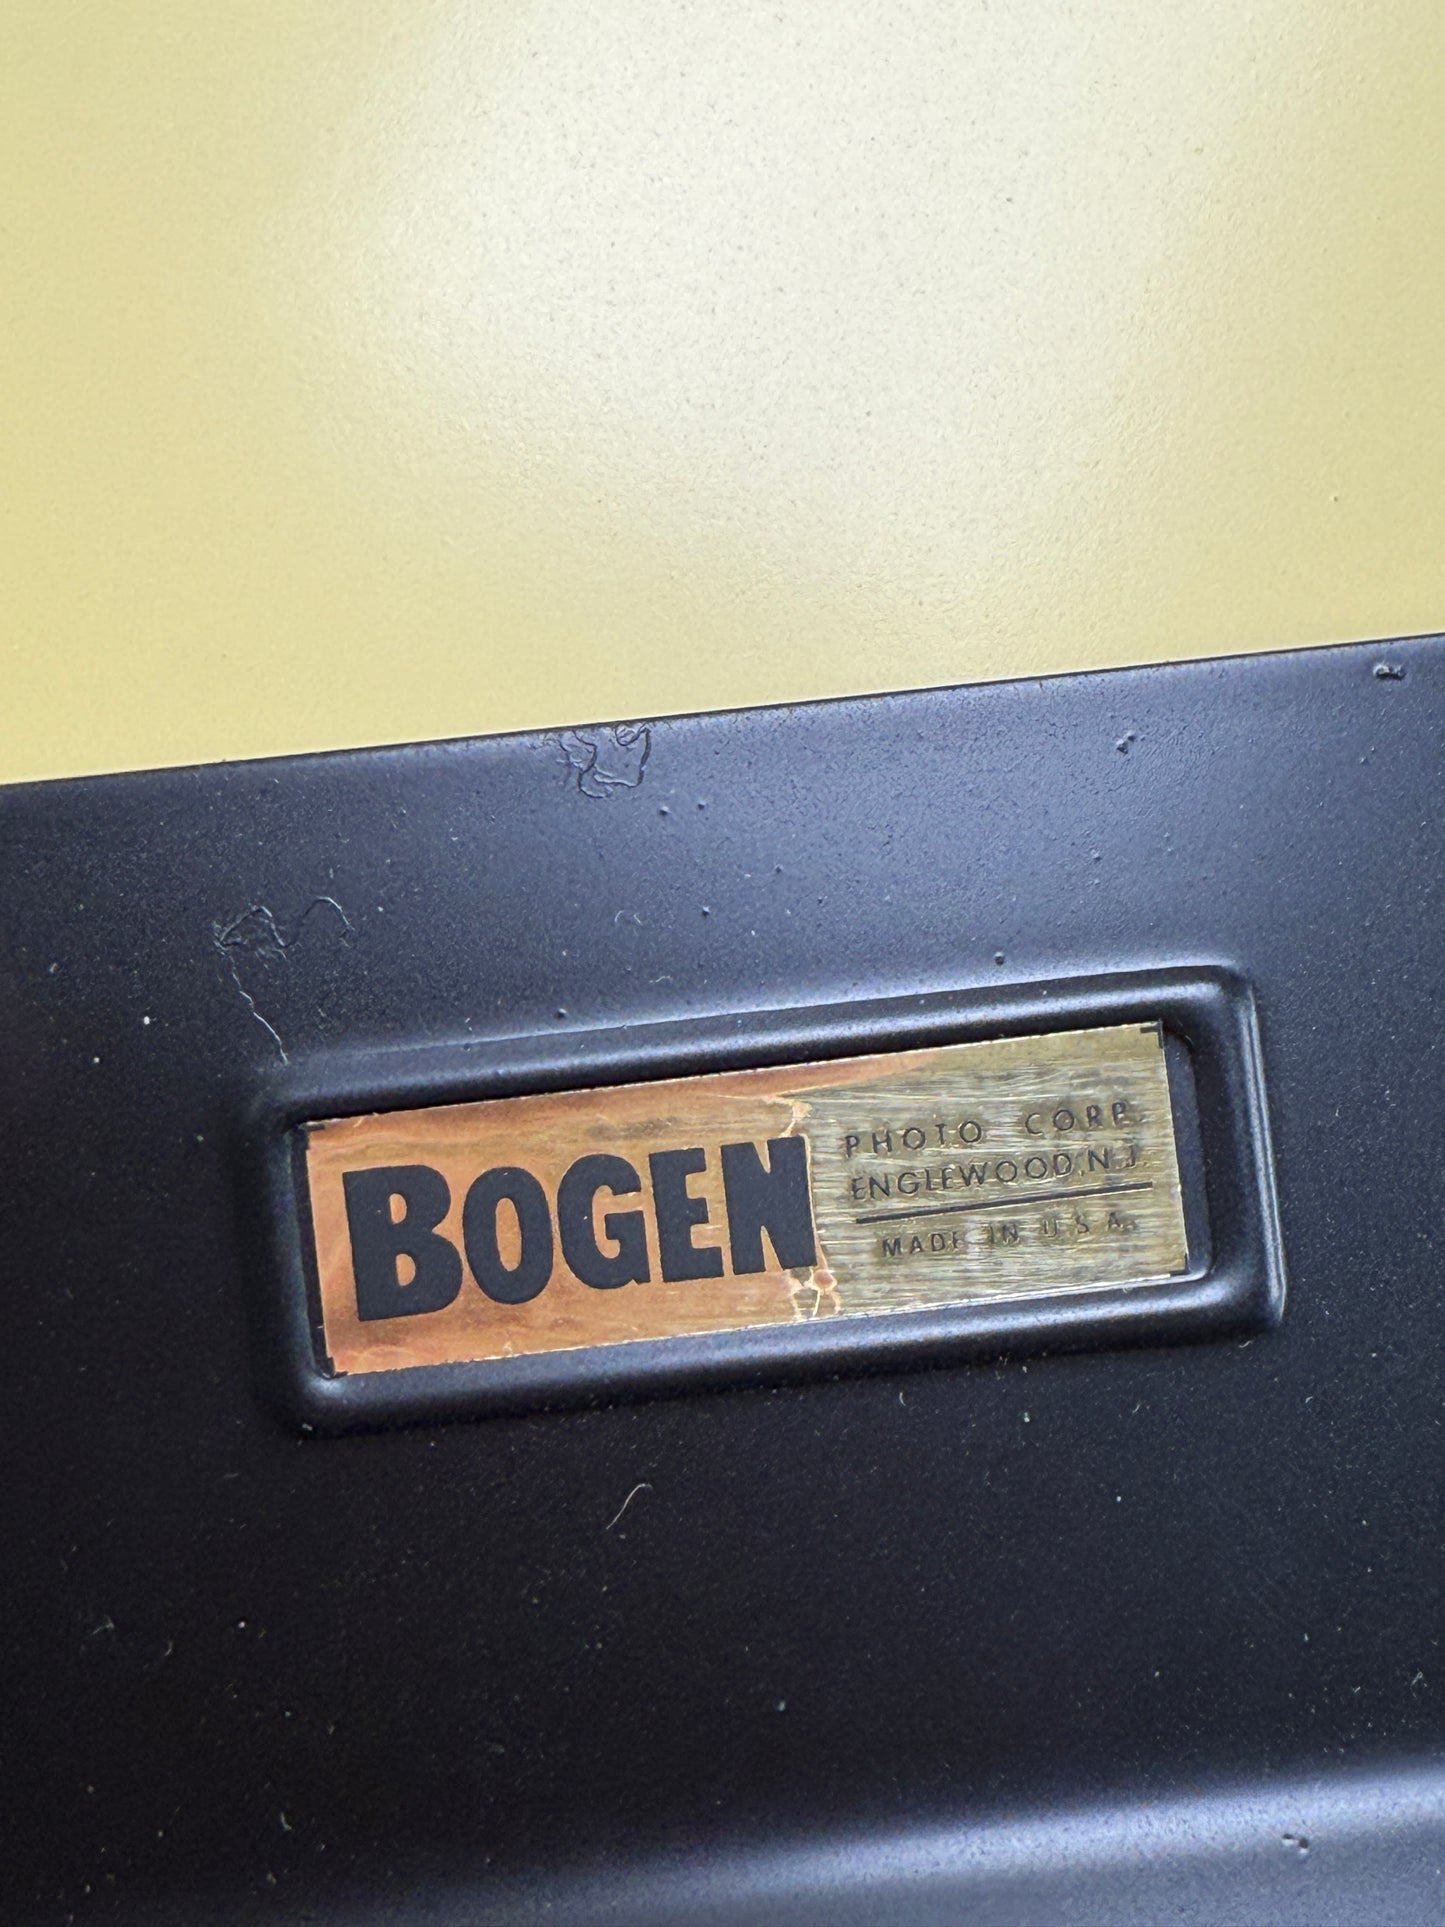 BOGEN
PHOTO CORP.
ENGLEWOOD, N.J.
MADE IN U.S.A.